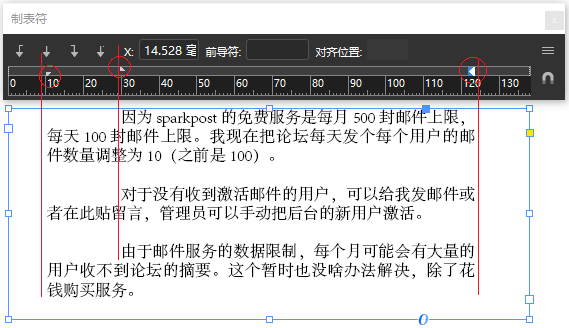 制表符
x
X: 14.528 毫 前导符: 对齐位置:
0 10 20 30 40 50 60 70 80 90 100 110 120 130
因为 sparkpost 的免费服务是每月 500 封邮件上限，
每天 100 封邮件上限。我现在把论坛每天发个每个用户的邮
件数量调整为 10（之前是 100）。
对于没有收到激活邮件的用户，可以给我发邮件或
者在此贴留言，管理员可以手动把后台的新用户激活。
由于邮件服务的数据限制，每个月可能会有大量的
用户收不到论坛的摘要。这个暂时也没啥办法解决，除了花
钱购买服务。